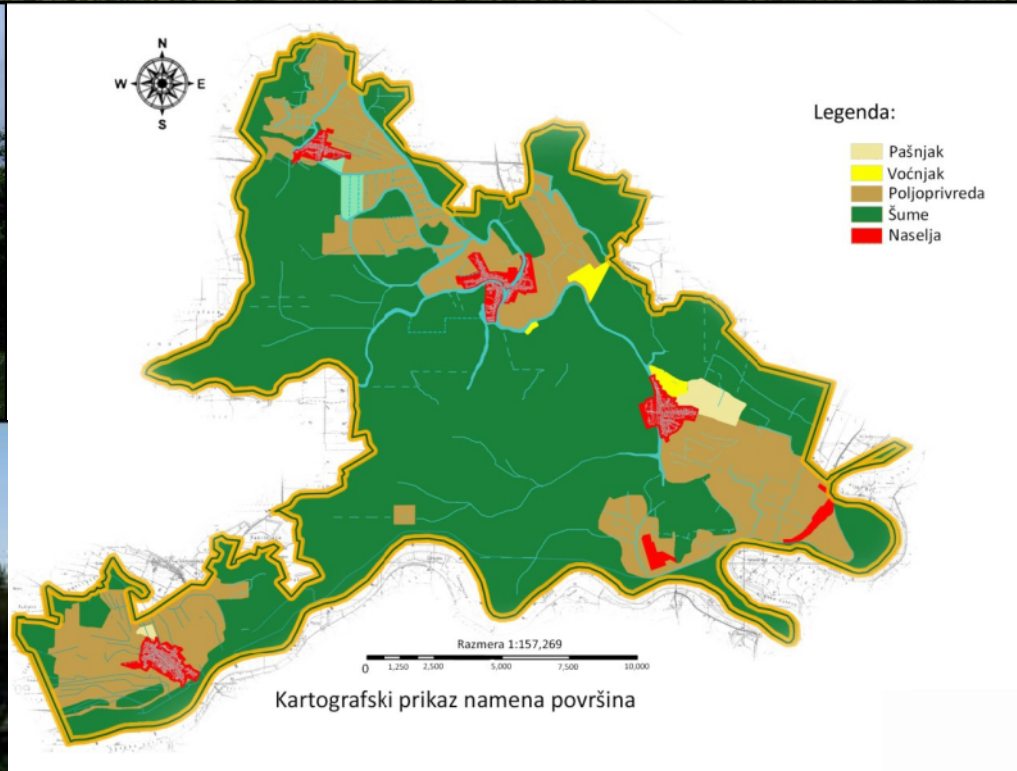 N
W E
S
Legenda:
Pašnjak
Voćnjak
Poljoprivreda
Šume
Naselja
Razmera 1:157,269
0 1,250 2,500 5,000 7,500 10,000
Kartografski prikaz namena površina